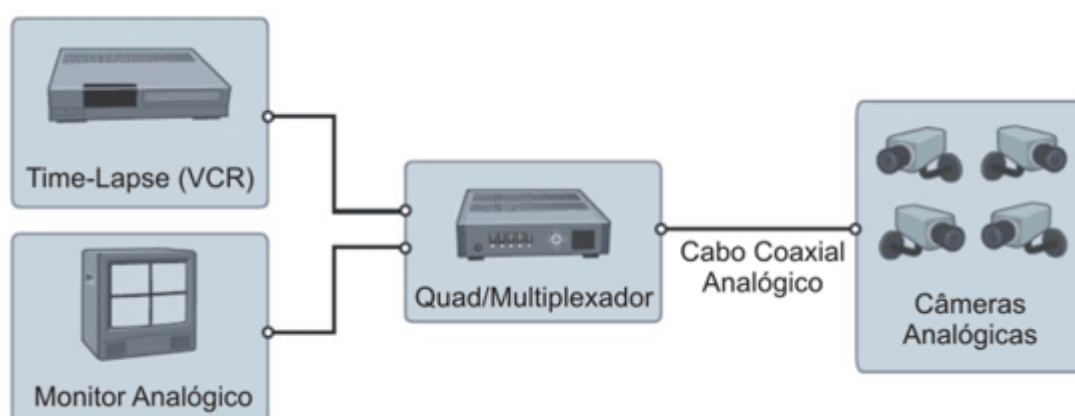 Time-Lapse (VCR)
Monitor Analógico
Quad/Multiplexador
Cabo Coaxial
Analógico
Câmeras
Analógicas